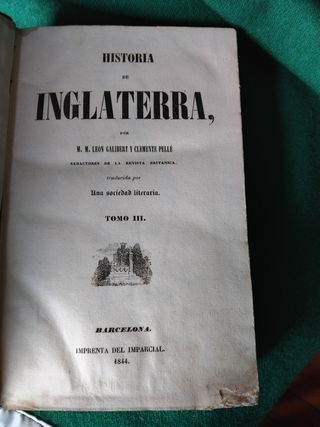 HISTORIA
DE
INGLATERRA,
POR
M. M. LEON GALIBERT Y CLEMENTE PELLÉ
REDACTORES DE LA REVISTA BRITÁNICA.
traducida por
Una sociedad literaria.
TOMO III.
BARCELONA.
IMPRENTA DEL IMPARCIAL.
1844.